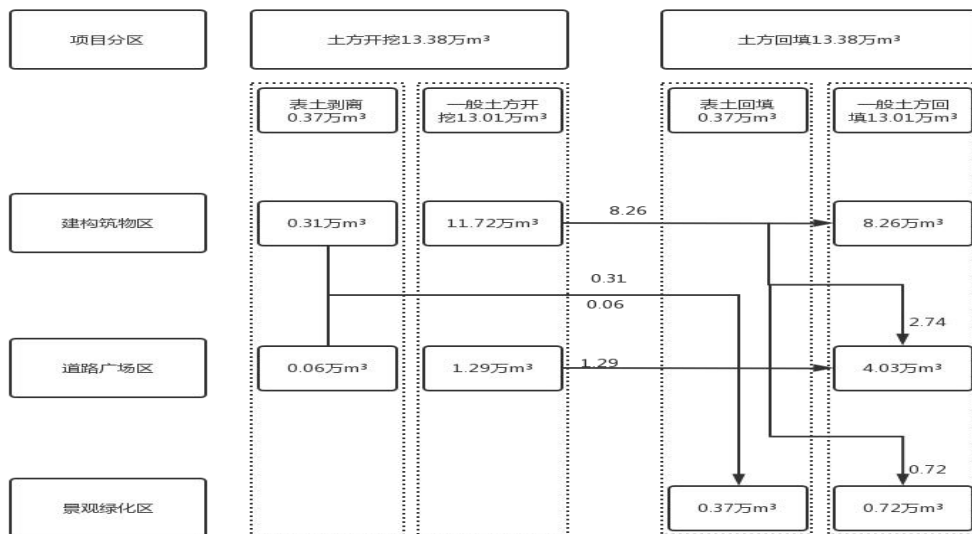 项目分区
土方开挖13.38万m³
土方回填13.38万m³
表土剥离
0.37万m³
一般土方开
挖13.01万m³
表土回填
0.37万m³
一般土方回
填13.01万m³
建构筑物区
0.31万m³
11.72万m³
8.26
8.26万m³
0.31
0.06
2.74
道路广场区
0.06万m³
1.29万m³
1.29
4.03万m³
0.72
景观绿化区
0.37万m³
0.72万m³